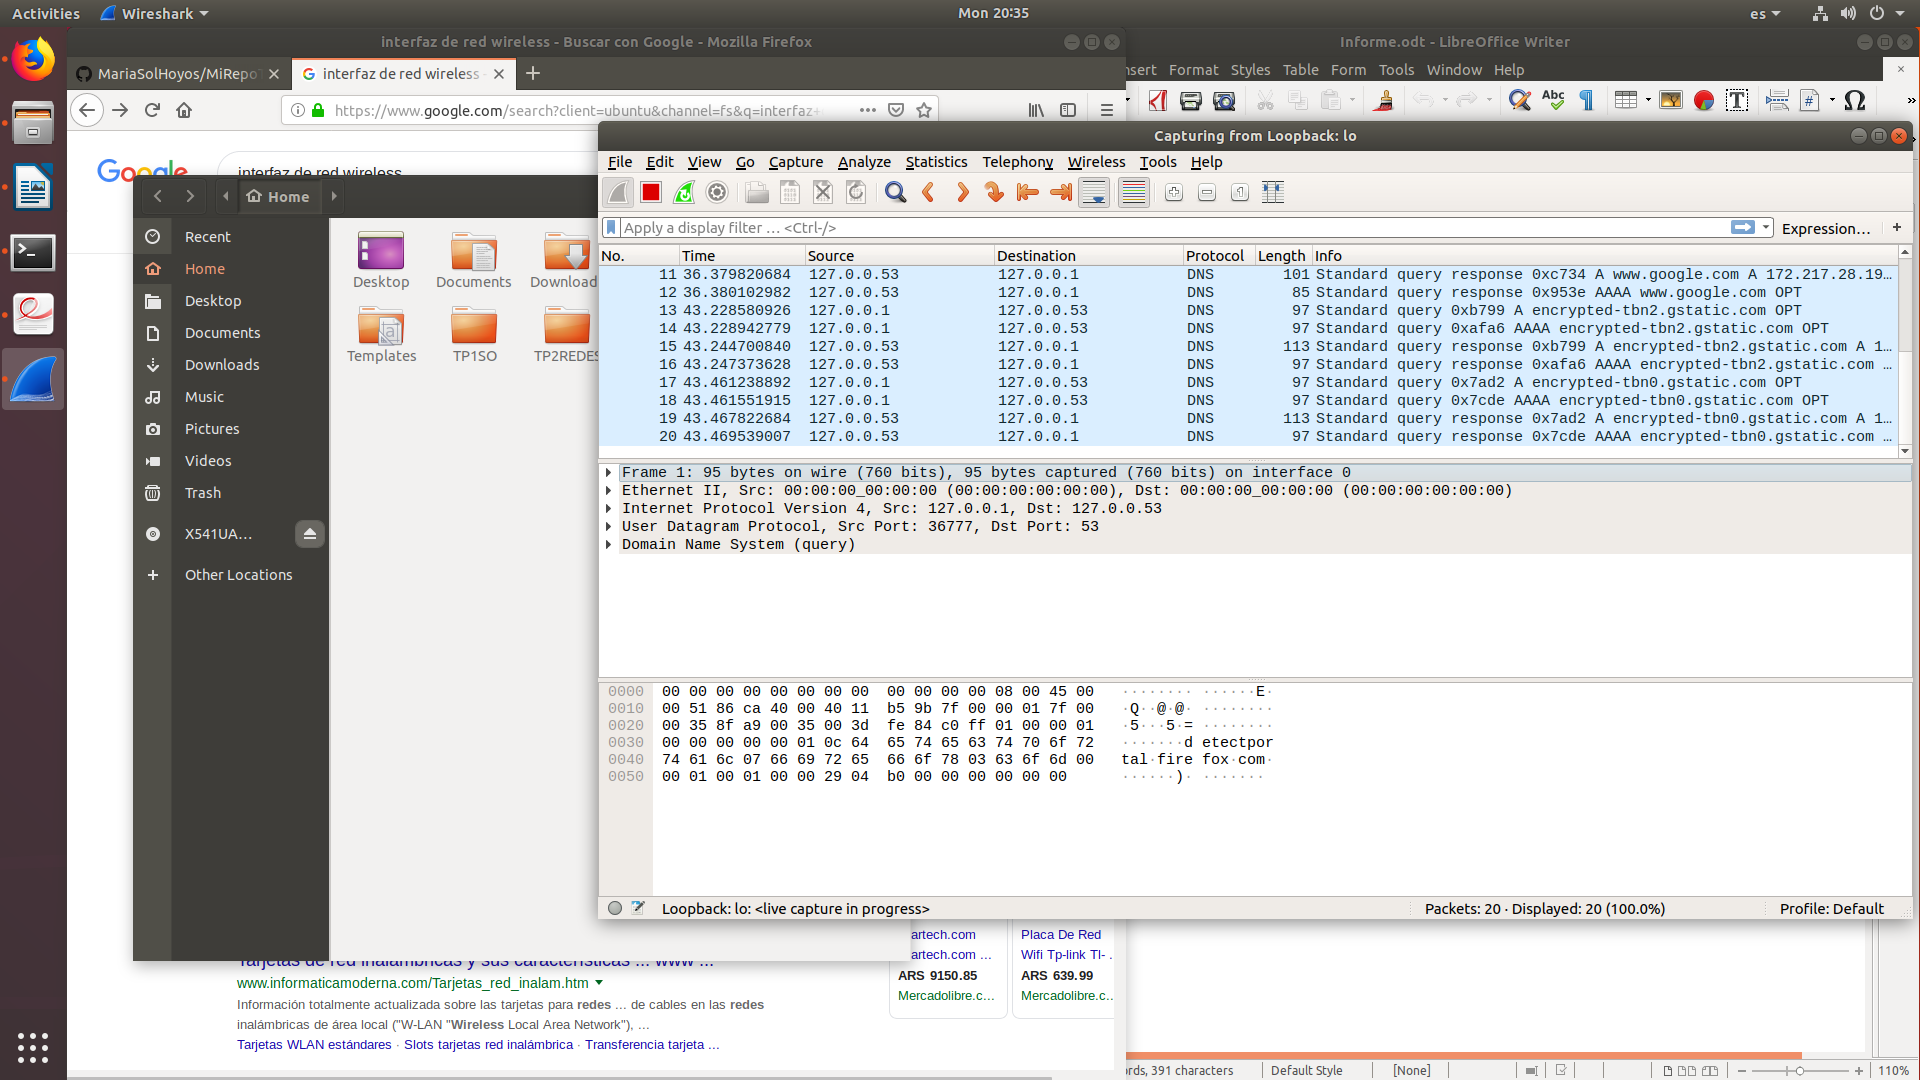 Activities
Wireshark
Mon 20:35
es
interfaz de red wireless - Buscar con Google - Mozilla Firefox
Informe.odt - LibreOffice Writer
MariaSolHoyos/MiRepo
interfaz de red wireless
nsert Format Styles Table Form Tools Window Help
https://www.google.com/search?client=ubuntu&channel=fs&q=interfaz
Google
interfaz de red wireless
Home
Recent
Home
Desktop
Documents
Downloads
Music
Pictures
Videos
Trash
X541UA...
Other Locations
Desktop
Documents
Download
Templates
TP1SO
TP2REDES
Capturing from Loopback: lo
File Edit View Go Capture Analyze Statistics Telephony Wireless Tools Help
Apply a display filter ... <Ctrl-/>
Expression... +
No. Time Source Destination Protocol Length Info
11 36.379820684 127.0.0.53 127.0.0.1 DNS 101 Standard query response 0xc734 A www.google.com A 172.217.28.19...
12 36.380102982 127.0.0.53 127.0.0.1 DNS 85 Standard query response 0x953e AAAA www.google.com OPT
13 43.228580926 127.0.0.1 127.0.0.53 DNS 97 Standard query 0xb799 A encrypted-tbn2.gstatic.com OPT
14 43.228942779 127.0.0.1 127.0.0.53 DNS 97 Standard query 0xafa6 AAAA encrypted-tbn2.gstatic.com OPT
15 43.244700840 127.0.0.53 127.0.0.1 DNS 113 Standard query response 0xb799 A encrypted-tbn2.gstatic.com A 1...
16 43.247373628 127.0.0.53 127.0.0.1 DNS 97 Standard query response 0xafa6 AAAA encrypted-tbn2.gstatic.com ...
17 43.461238892 127.0.0.1 127.0.0.53 DNS 97 Standard query 0x7ad2 A encrypted-tbn0.gstatic.com OPT
18 43.461551915 127.0.0.1 127.0.0.53 DNS 97 Standard query 0x7cde AAAA encrypted-tbn0.gstatic.com OPT
19 43.467822684 127.0.0.53 127.0.0.1 DNS 113 Standard query response 0x7ad2 A encrypted-tbn0.gstatic.com A 1...
20 43.469539007 127.0.0.53 127.0.0.1 DNS 97 Standard query response 0x7cde AAAA encrypted-tbn0.gstatic.com ...
Frame 1: 95 bytes on wire (760 bits), 95 bytes captured (760 bits) on interface 0
Ethernet II, Src: 00:00:00_00:00:00 (00:00:00:00:00:00), Dst: 00:00:00_00:00:00 (00:00:00:00:00:00)
Internet Protocol Version 4, Src: 127.0.0.1, Dst: 127.0.0.53
User Datagram Protocol, Src Port: 36777, Dst Port: 53
Domain Name System (query)
0000 00 00 00 00 00 00 00 00 00 00 00 00 08 00 45 00 ········ ······E·
0010 00 51 86 ca 40 00 40 11 b5 9b 7f 00 00 01 7f 00 ·Q··@·@· ········
0020 00 35 8f a9 00 35 00 3d fe 84 c0 ff 01 00 00 01 ·5···5·= ········
0030 00 00 00 00 00 01 0c 64 65 74 65 63 74 70 6f 72 ·······d etectpor
0040 74 61 6c 07 66 69 72 65 66 6f 78 03 63 6f 6d 00 tal·fire fox·com·
0050 00 01 00 01 00 00 29 04 b0 00 00 00 00 00 00 ······)· ·······
Loopback: lo: <live capture in progress>
Packets: 20 · Displayed: 20 (100.0%)
Profile: Default
Tarjetas de red inalámbricas y sus características ... www ...
www.informaticamoderna.com/Tarjetas_red_inalam.htm
Información totalmente actualizada sobre las tarjetas para redes ... de cables en las redes
inalámbricas de área local ("W-LAN "Wireless Local Area Network"), ...
Tarjetas WLAN estándares · Slots tarjetas red inalámbrica · Transferencia tarjeta ...
artech.com
artech.com ...
ARS 9150.85
Mercadolibre.c...
Placa De Red
Wifi Tp-link Tl- .
ARS 639.99
Mercadolibre.c...
ords, 391 characters
Default Style
[None]
110%